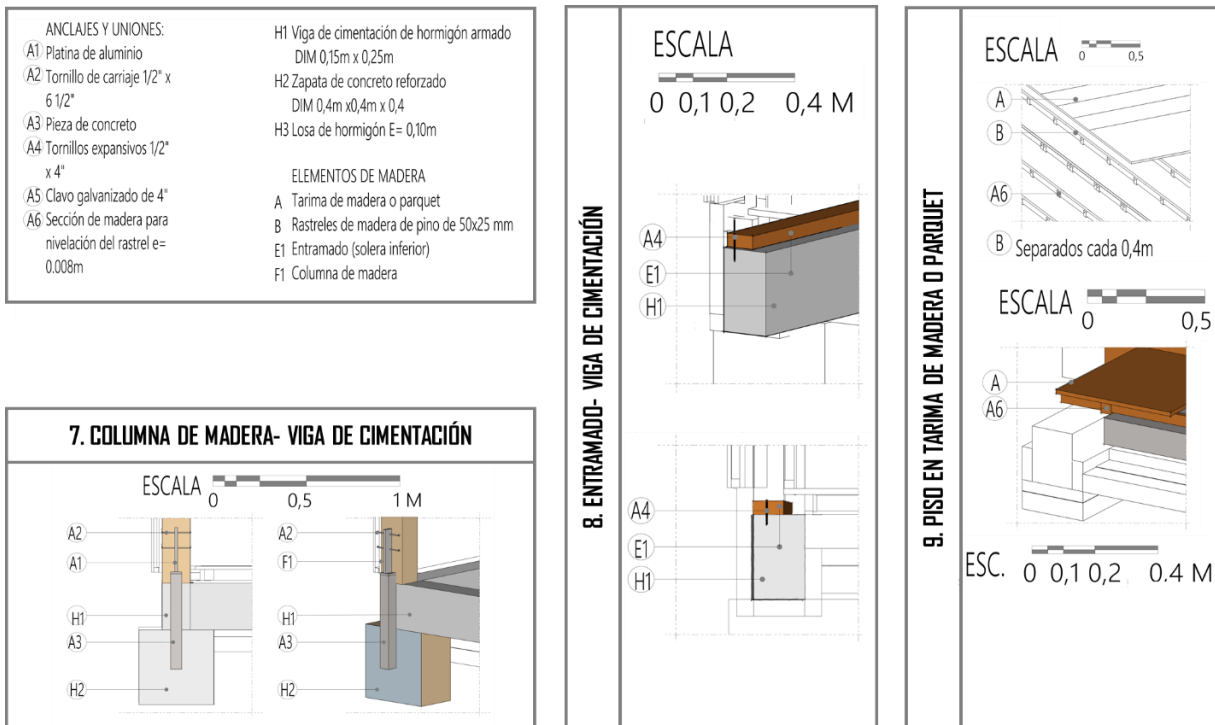 ANCLAJES Y UNIONES:
A1 Platina de aluminio
A2 Tornillo de carriaje 1/2" x
6 1/2"
A3 Pieza de concreto
A4 Tornillos expansivos 1/2"
x 4"
A5 Clavo galvanizado de 4"
A6 Sección de madera para
nivelación del rastrel e=
0.008m
H1 Viga de cimentación de hormigón armado
DIM 0,15m x 0,25m
H2 Zapata de concreto reforzado
DIM 0,4m x0,4m x 0,4
H3 Losa de hormigón E= 0,10m
ELEMENTOS DE MADERA
A Tarima de madera o parquet
B Rastreles de madera de pino de 50x25 mm
E1 Entramado (solera inferior)
F1 Columna de madera
7. COLUMNA DE MADERA- VIGA DE CIMENTACIÓN
ESCALA
0 0,5 1 M
A2
A1
H1
A3
H2
A2
F1
H1
A3
H2
8. ENTRAMADO- VIGA DE CIMENTACIÓN
ESCALA
0 0,1 0,2 0,4 M
A4
E1
H1
A4
E1
H1
9. PISO EN TARIMA DE MADERA O PARQUET
ESCALA
0 0,5
A
B
A6
B Separados cada 0,4m
ESCALA
0 0,5
A
A6
ESC. 0 0,1 0,2 0.4 M